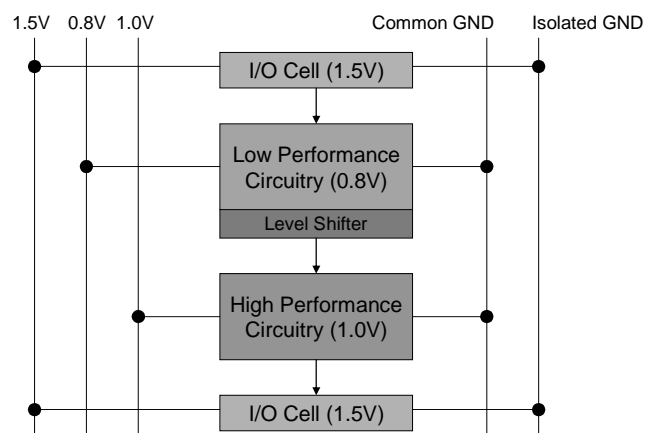 1.5V 0.8V 1.0V Common GND Isolated GND
I/O Cell (1.5V)
Low Performance
Circuitry (0.8V)
Level Shifter
High Performance
Circuitry (1.0V)
I/O Cell (1.5V)